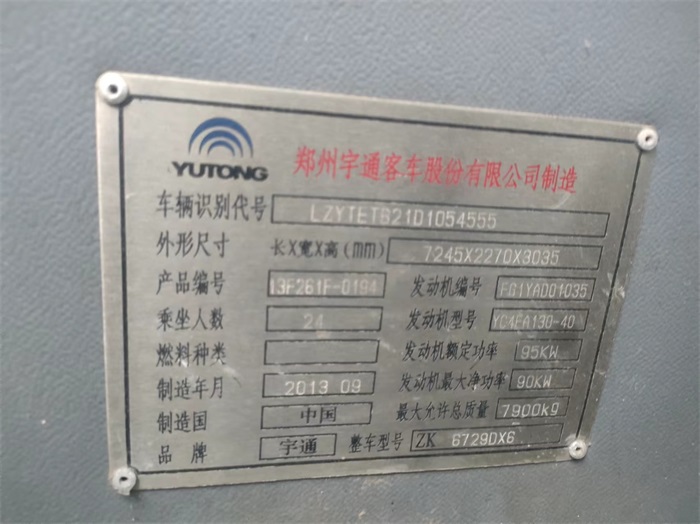 YUTONG
郑州宇通客车股份有限公司制造
车辆识别代号 LZYTETB21D1054555
外形尺寸 长X宽X高(mm) 7245X2270X3035
产品编号 13F261F-0194 发动机编号 FG1YAD01035
乘坐人数 24 发动机型号 YC4FA130-40
燃料种类 发动机额定功率 95KW
制造年月 2013 09 发动机最大净功率 90KW
制造国 中国 最大允许总质量 7900kg
品牌 宇通 整车型号 ZK 6729DX6